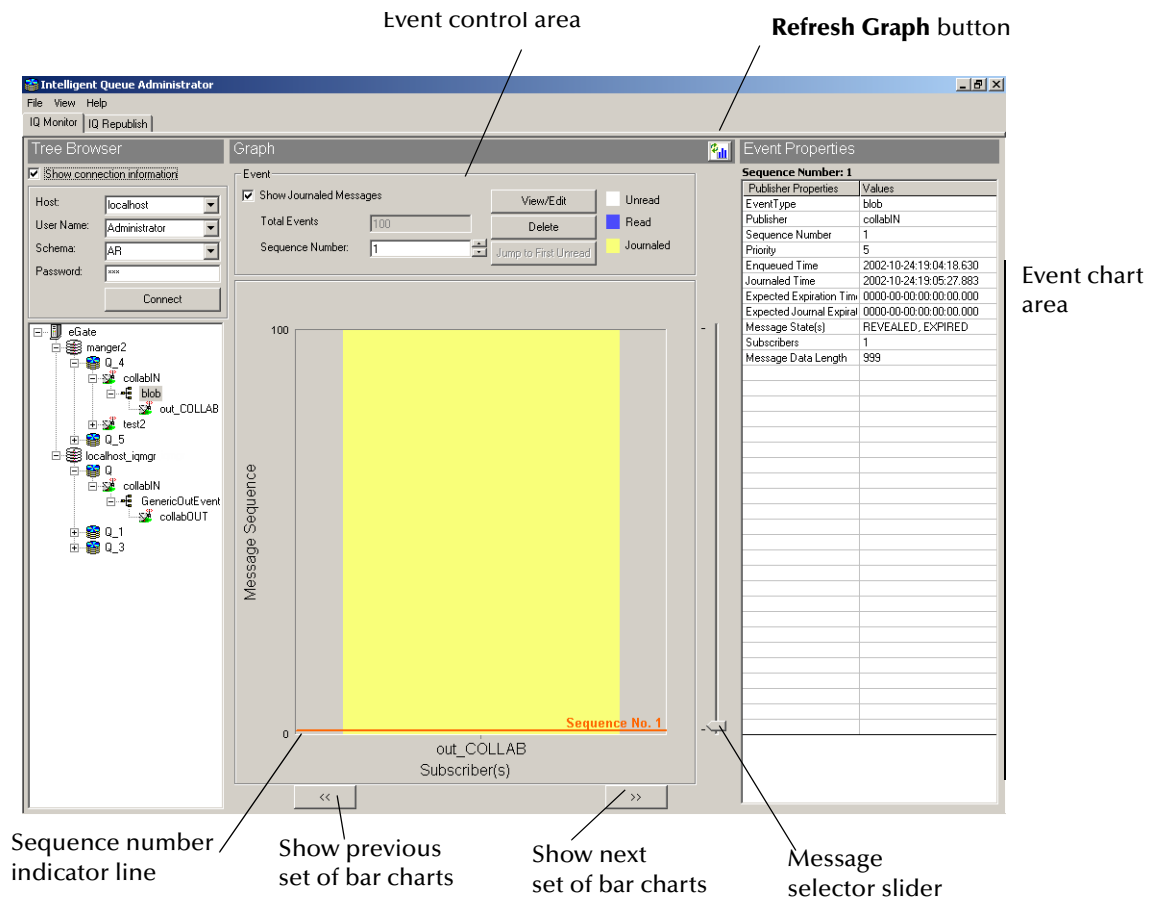 Event control area
Refresh Graph button
Intelligent Queue Administrator
File View Help
IQ Monitor IQ Republish
Tree Browser
Show connection information
Host: localhost
User Name: Administrator
Schema: AR
Password: ***
Connect
eGate
manger2
Q_4
collabIN
blob
out_COLLAB
test2
Q_5
localhost_iqmgr
Q
collabIN
GenericOutEvent
collabOUT
Q_1
Q_3
Graph
Event
Show Journaled Messages
Total Events 100
Sequence Number: 1
View/Edit
Delete
Jump to First Unread
Unread
Read
Journaled
100
Message Sequence
0
Sequence No. 1
out_COLLAB
Subscriber(s)
<<
>>
Event Properties
Sequence Number: 1
Publisher Properties Values
EventType blob
Publisher collabIN
Sequence Number 1
Priority 5
Enqueued Time 2002-10-24:19:04:18.630
Journaled Time 2002-10-24:19:05:27.883
Expected Expiration Tim 0000-00-00:00:00:00.000
Expected Journal Expirat 0000-00-00:00:00:00.000
Message State(s) REVEALED, EXPIRED
Subscribers 1
Message Data Length 999
Event chart
area
Sequence number
indicator line
Show previous
set of bar charts
Show next
set of bar charts
Message
selector slider